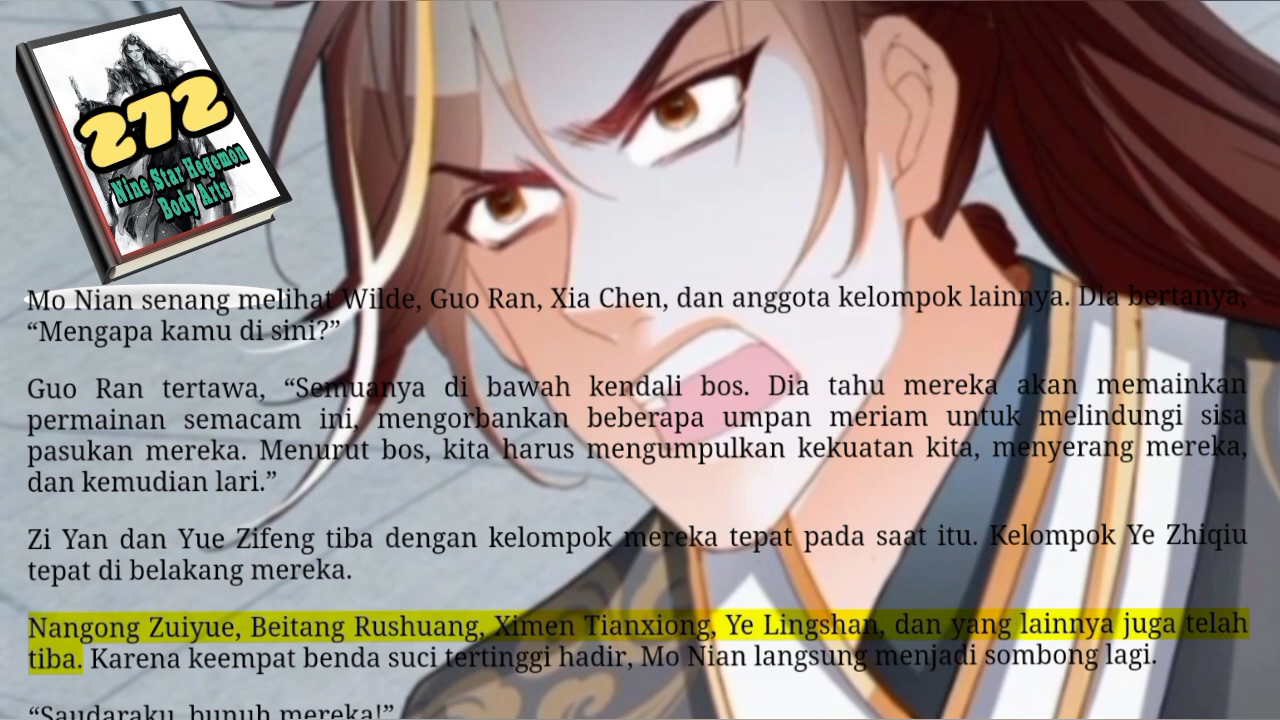 272
Nine Star Hegemon
Body Arts
Mo Nian senang melihat Wilde, Guo Ran, Xia Chen, dan anggota kelompok lainnya. Dia bertanya,
“Mengapa kamu di sini?”
Guo Ran tertawa, “Semuanya di bawah kendali bos. Dia tahu mereka akan memainkan
permainan semacam ini, mengorbankan beberapa umpan meriam untuk melindungi sisa
pasukan mereka. Menurut bos, kita harus mengumpulkan kekuatan kita, menyerang mereka,
dan kemudian lari.”
Zi Yan dan Yue Zifeng tiba dengan kelompok mereka tepat pada saat itu. Kelompok Ye Zhiqiu
tepat di belakang mereka.
Nangong Zuiyue, Beitang Rushuang, Ximen Tianxiong, Ye Lingshan, dan yang lainnya juga telah
tiba. Karena keempat benda suci tertinggi hadir, Mo Nian langsung menjadi sombong lagi.
“Saudaraku, bunuh mereka!”